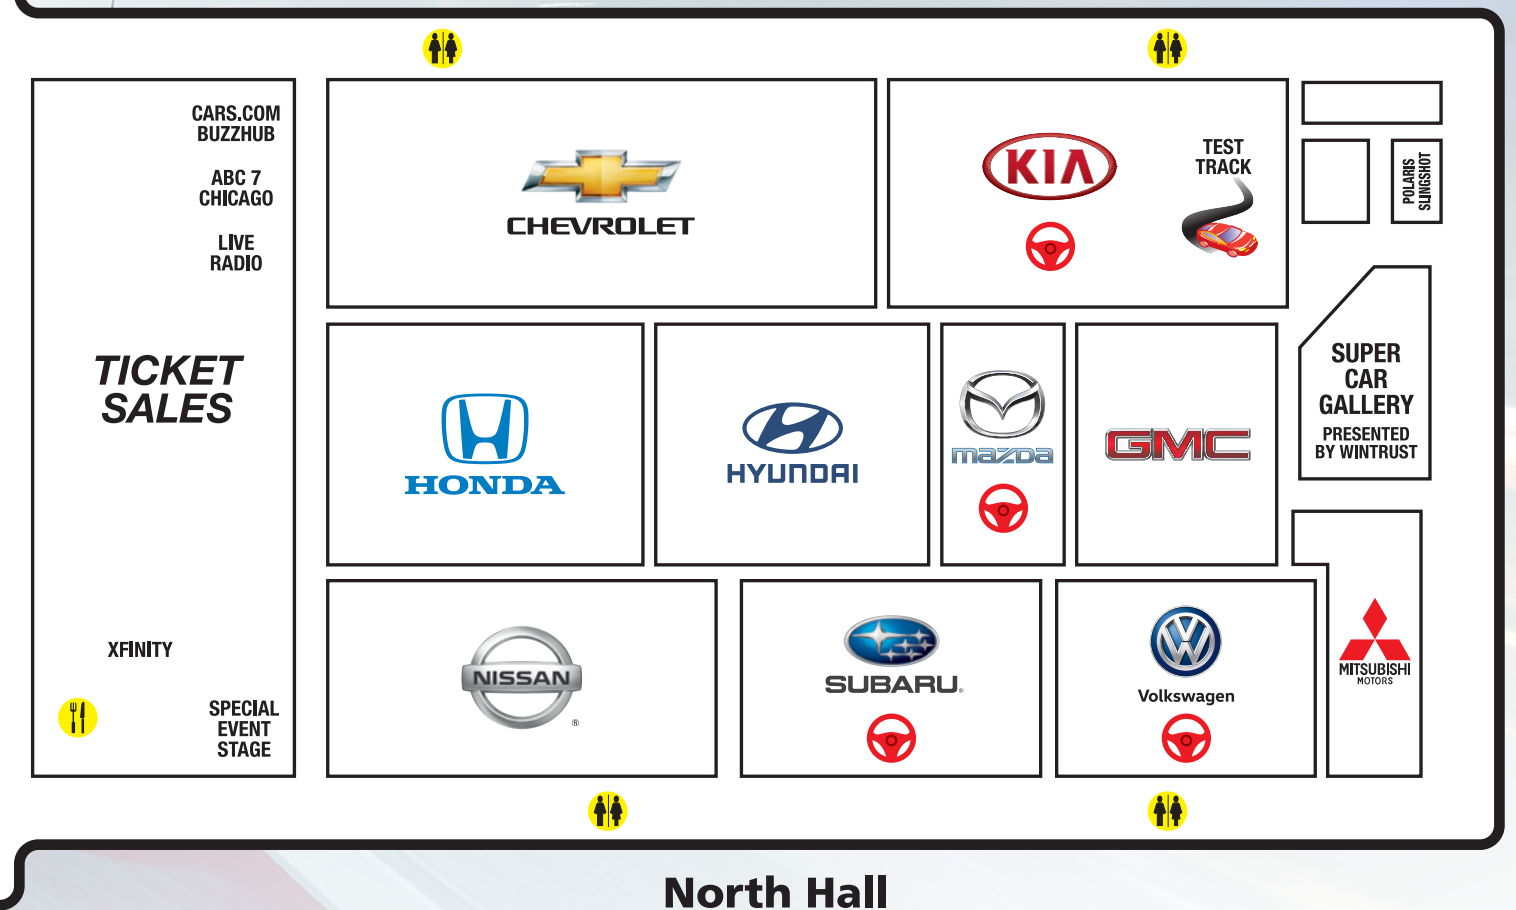 CARS.COM
BUZZHUB
ABC 7
CHICAGO
LIVE
RADIO
TICKET
SALES
XFINITY
SPECIAL
EVENT
STAGE
CHEVROLET
KIA
TEST
TRACK
POLARIS
SLINGSHOT
HONDA
HYUNDAI
mazda
GMC
SUPER
CAR
GALLERY
PRESENTED
BY WINTRUST
NISSAN
®
SUBARU®
Volkswagen
MITSUBISHI
MOTORS
North Hall